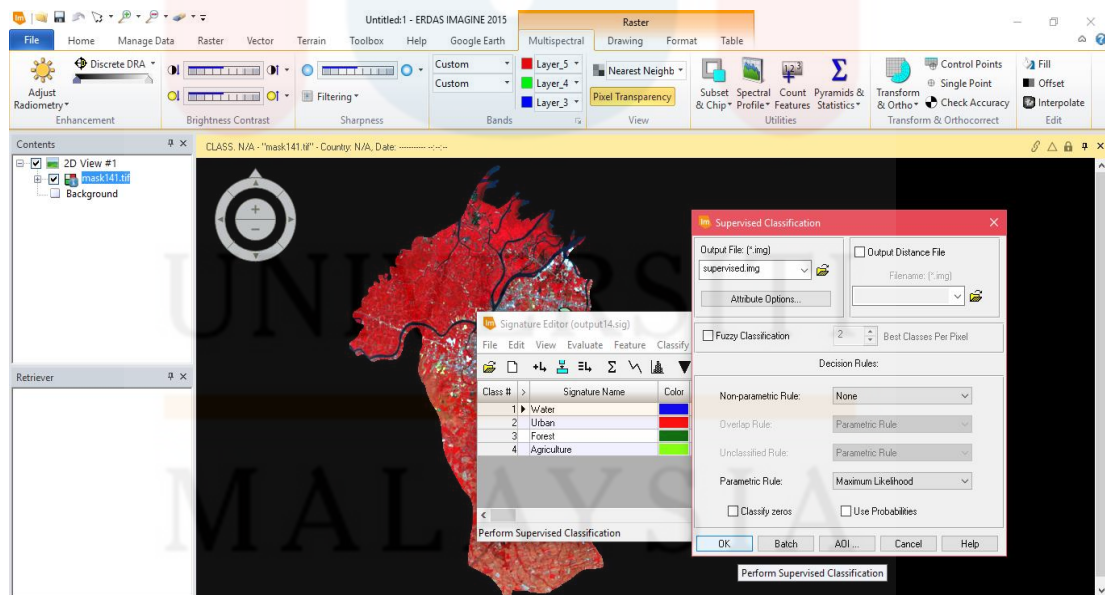 Untitled:1 - ERDAS IMAGINE 2015
Raster
File Home Manage Data Raster Vector Terrain Toolbox Help Google Earth Multispectral Drawing Format Table
Discrete DRA
Adjust
Radiometry
Filtering
Custom
Custom
Layer_5
Layer_4
Layer_3
Nearest Neighb
Pixel Transparency
Subset & Chip
Spectral Profile
Count Features
Pyramids & Statistics
Transform & Ortho
Control Points
Single Point
Check Accuracy
Fill
Offset
Interpolate
Enhancement Brightness Contrast Sharpness Bands View Utilities Transform & Orthocorrect Edit
Contents
2D View #1
mask141.tif
Background
Retriever
CLASS. N/A - "mask141.tif" - Country: N/A, Date: ---------- --:--:--
UNIVERSITI
MALAYSIA
Signature Editor (output14.sig)
File Edit View Evaluate Feature Classify
Class # > Signature Name Color
1 Water
2 Urban
3 Forest
4 Agriculture
Perform Supervised Classification
Supervised Classification
Output File: (*.img)
supervised.img
Attribute Options...
Output Distance File
Filename: (*.img)
Fuzzy Classification 2 Best Classes Per Pixel
Decision Rules:
Non-parametric Rule: None
Overlap Rule: Parametric Rule
Unclassified Rule: Parametric Rule
Parametric Rule: Maximum Likelihood
Classify zeros Use Probabilities
OK Batch AOI ... Cancel Help
Perform Supervised Classification